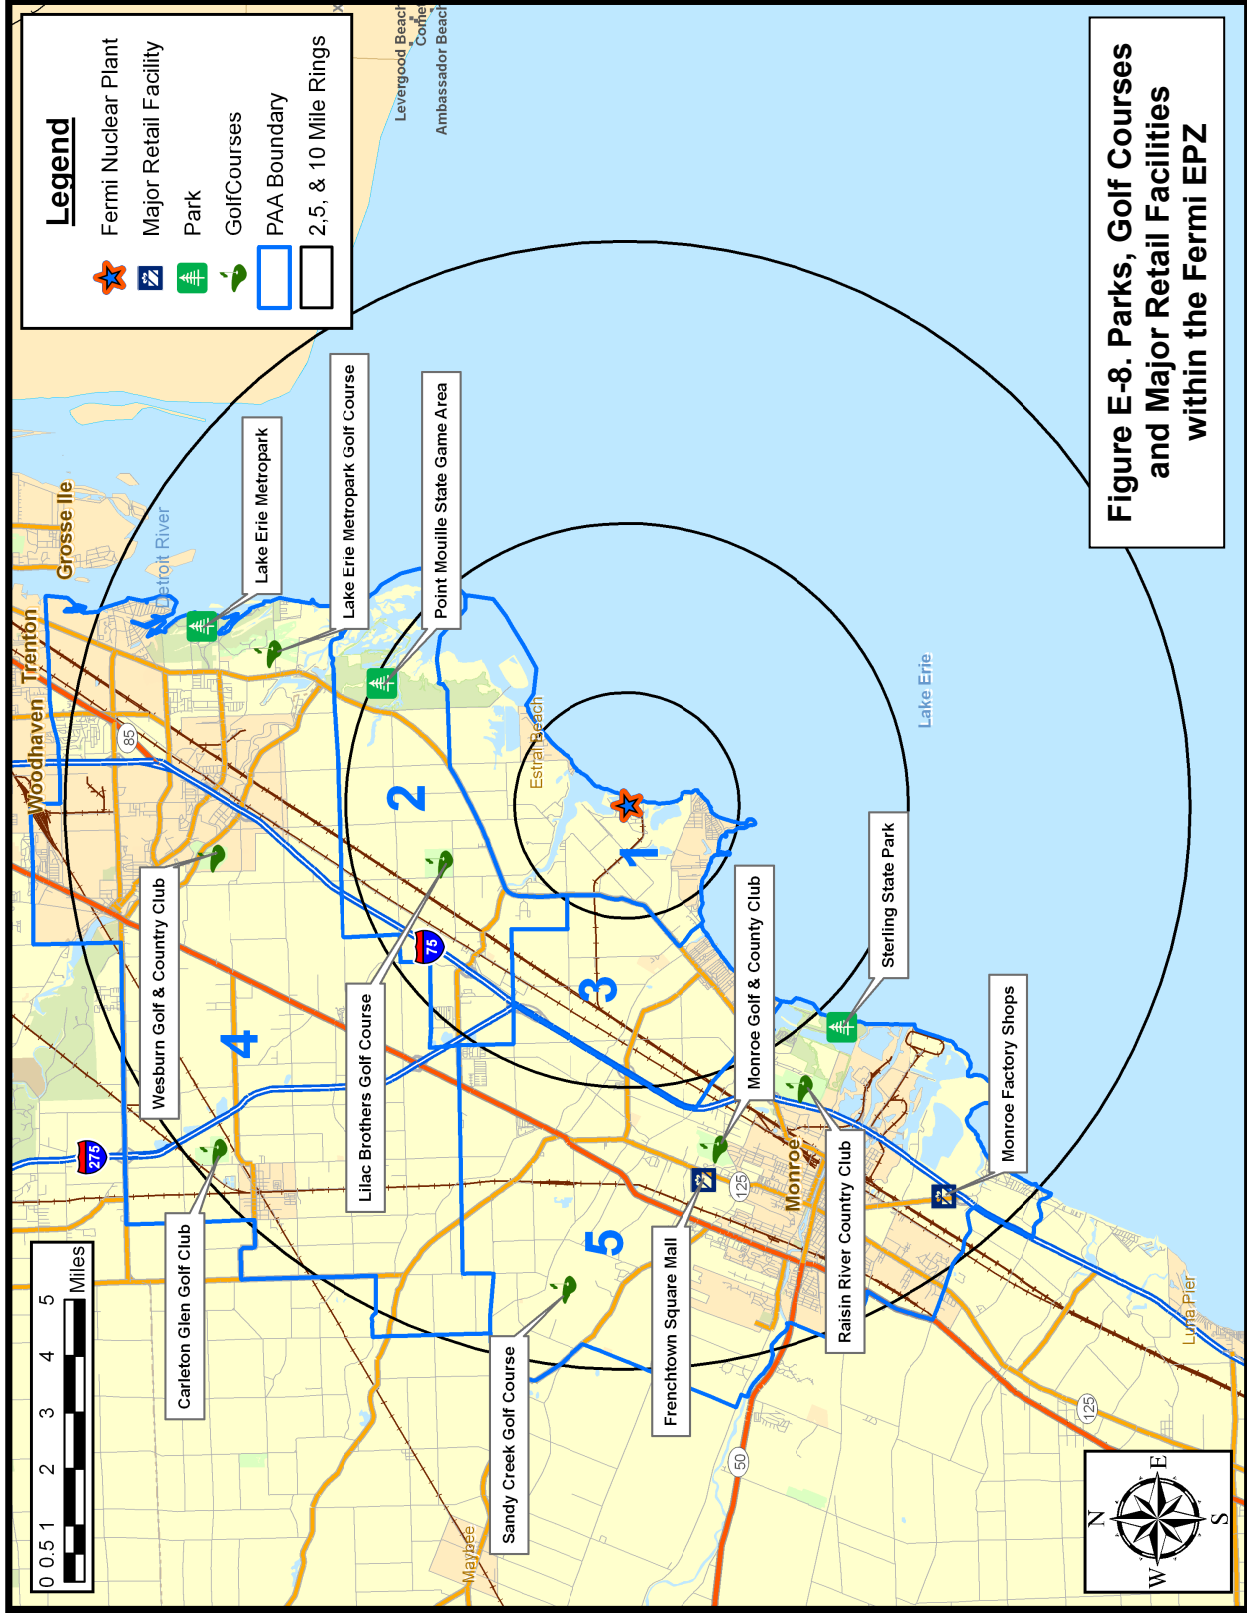 Legend
Fermi Nuclear Plant
Major Retail Facility
Park
GolfCourses
PAA Boundary
2,5, & 10 Mile Rings
Levergood Beach
Ambassador Beach
Grosse Ile
Trenton
Woodhaven
Detroit River
Lake Erie Metropark
Lake Erie Metropark Golf Course
Point Mouille State Game Area
85
Estral Beach
Lake Erie
Wesburn Golf & Country Club
Lilac Brothers Golf Course
Carleton Glen Golf Club
Sandy Creek Golf Course
Frenchtown Square Mall
Monroe Golf & County Club
Raisin River Country Club
Sterling State Park
Monroe Factory Shops
1
2
3
4
5
75
275
125
Monroe
50
125
Luna Pier
Maybee
0 0.5 1 2 3 4 5
Miles
N
E
S
W
Figure E-8. Parks, Golf Courses
and Major Retail Facilities
within the Fermi EPZ